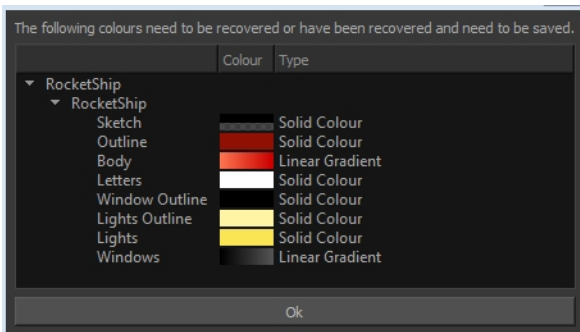 The following colours need to be recovered or have been recovered and need to be saved.
Colour Type
RocketShip
RocketShip
Sketch Solid Colour
Outline Solid Colour
Body Linear Gradient
Letters Solid Colour
Window Outline Solid Colour
Lights Outline Solid Colour
Lights Solid Colour
Windows Linear Gradient
Ok